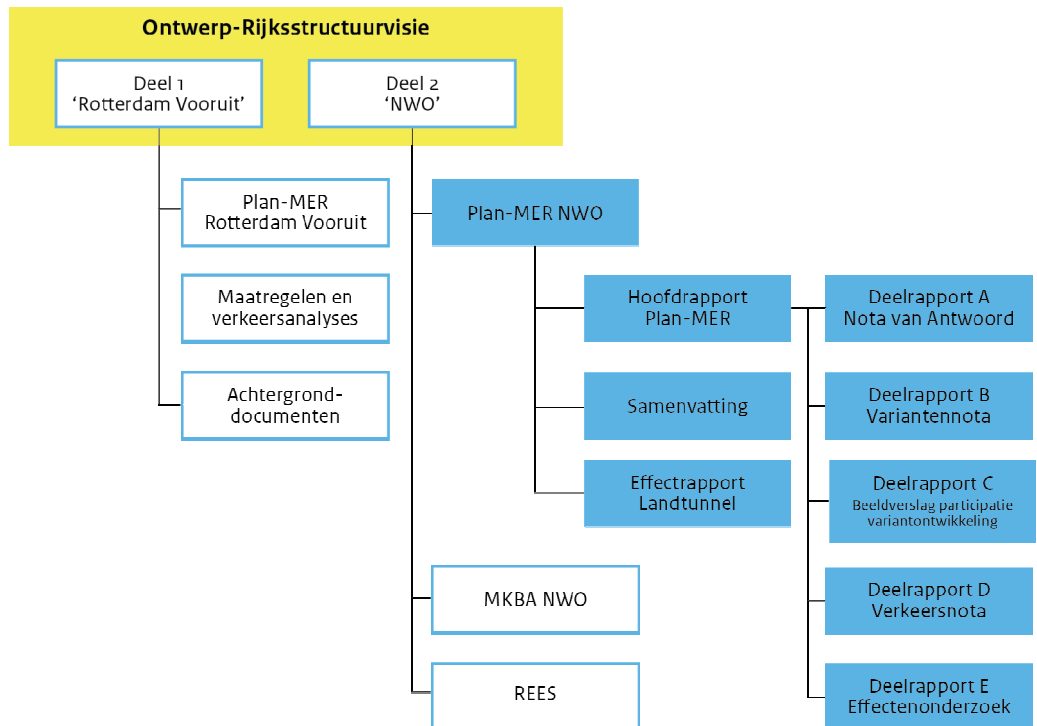 Ontwerp-Rijksstructuurvisie
Deel 1
‘Rotterdam Vooruit’
Deel 2
‘NWO’
Plan-MER
Rotterdam Vooruit
Maatregelen en
verkeersanalyses
Achtergrond-
documenten
Plan-MER NWO
Hoofdrapport
Plan-MER
Samenvatting
Effectrapport
Landtunnel
Deelrapport A
Nota van Antwoord
Deelrapport B
Variantennota
Deelrapport C
Beeldverslag participatie
variantontwikkeling
Deelrapport D
Verkeersnota
Deelrapport E
Effectenonderzoek
MKBA NWO
REES